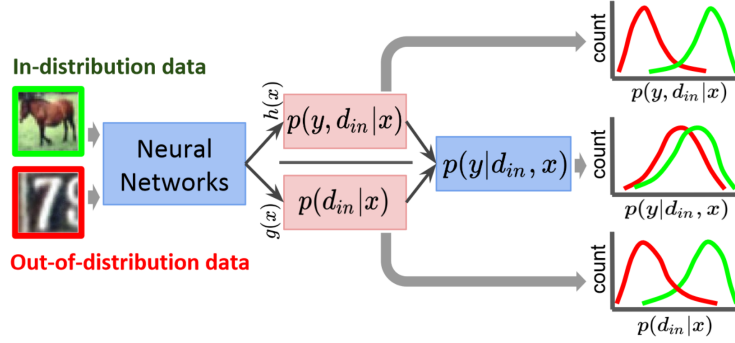 In-distribution data
Out-of-distribution data
Neural
Networks
h(x)
p(y, d_in|x)
g(x)
p(d_in|x)
p(y|d_in, x)
count
p(y, d_in|x)
count
p(y|d_in, x)
count
p(d_in|x)